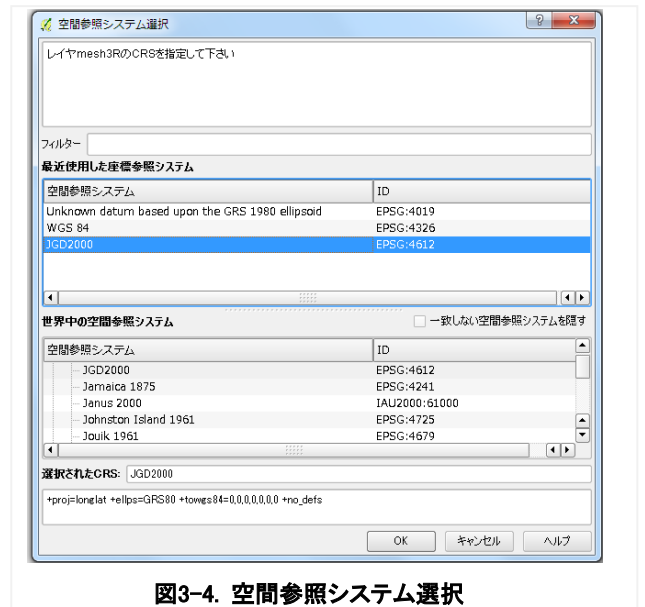 空間参照システム選択
レイヤmesh3RのCRSを指定して下さい
フィルター
最近使用した座標参照システム
空間参照システム ID
Unknown datum based upon the GRS 1980 ellipsoid EPSG:4019
WGS 84 EPSG:4326
JGD2000 EPSG:4612
世界中の空間参照システム 一致しない空間参照システムを隠す
空間参照システム ID
JGD2000 EPSG:4612
Jamaica 1875 EPSG:4241
Janus 2000 IAU2000:61000
Johnston Island 1961 EPSG:4725
Jouik 1961 EPSG:4679
選択されたCRS: JGD2000
+proj=longlat +ellps=GRS80 +towgs84=0,0,0,0,0,0,0 +no_defs
OK キャンセル ヘルプ
図3-4. 空間参照システム選択